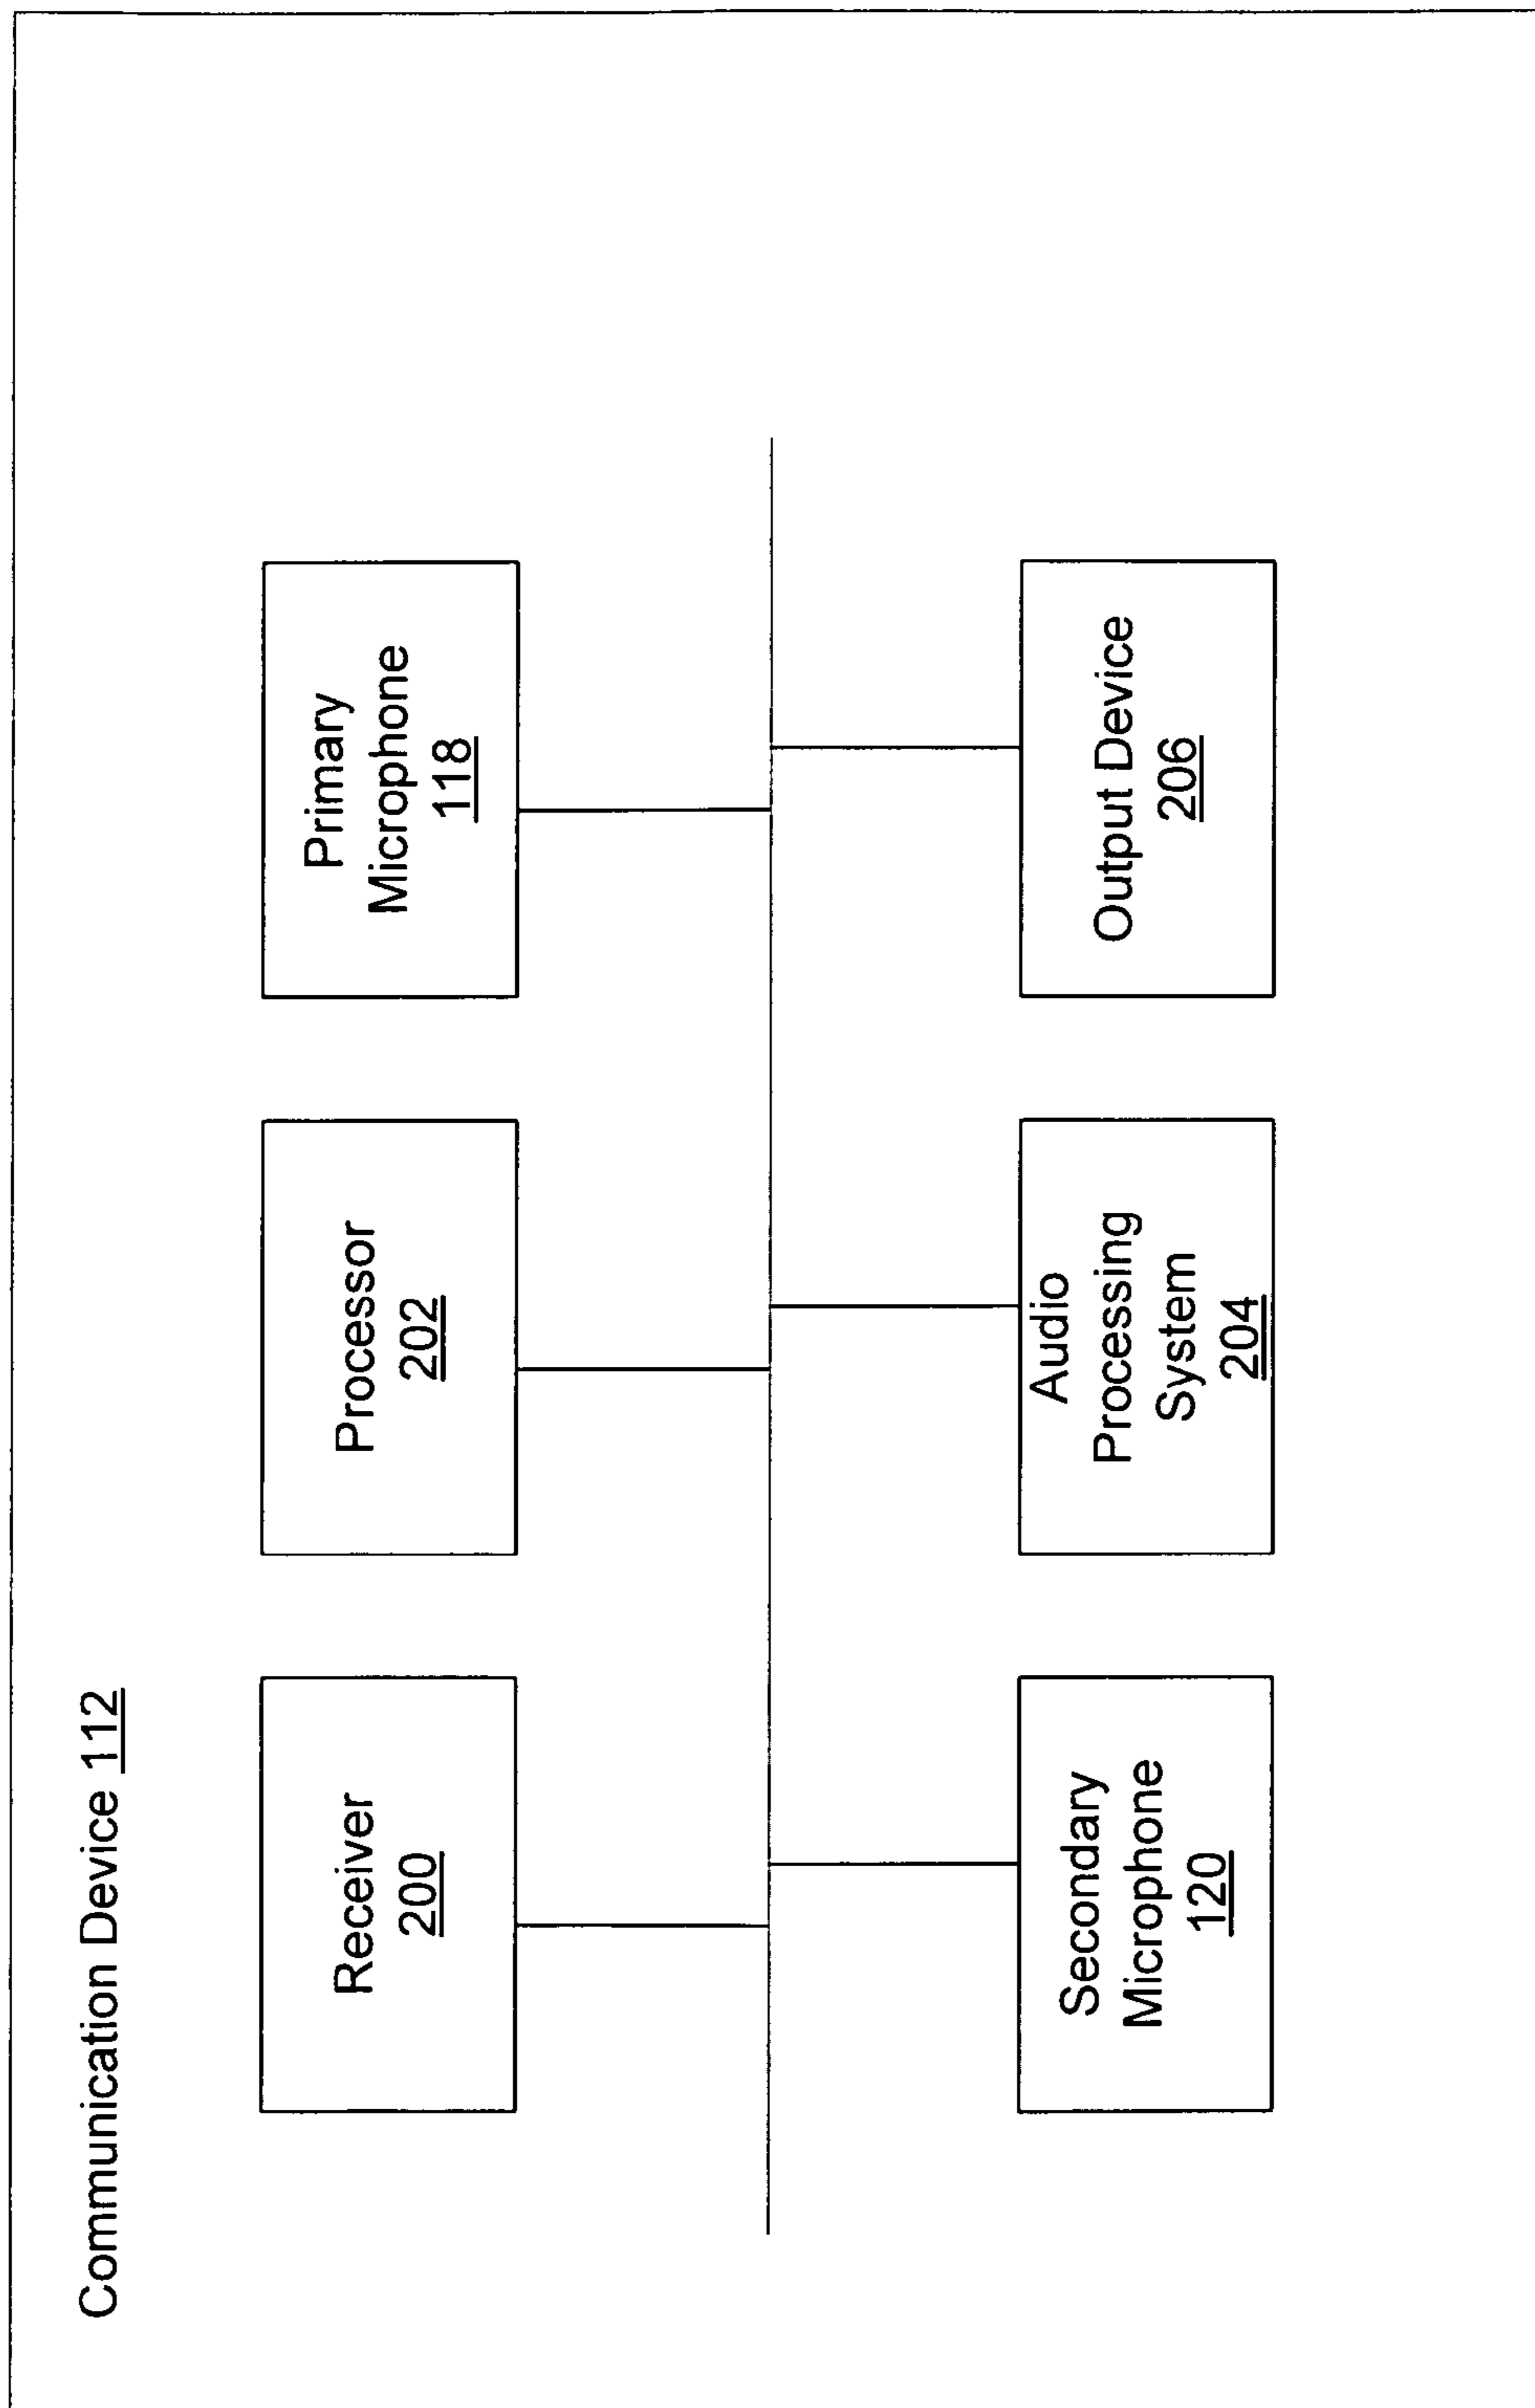 Communication Device 112
Receiver
200
Processor
202
Primary
Microphone
118
Secondary
Microphone
120
Audio
Processing
System
204
Output Device
206